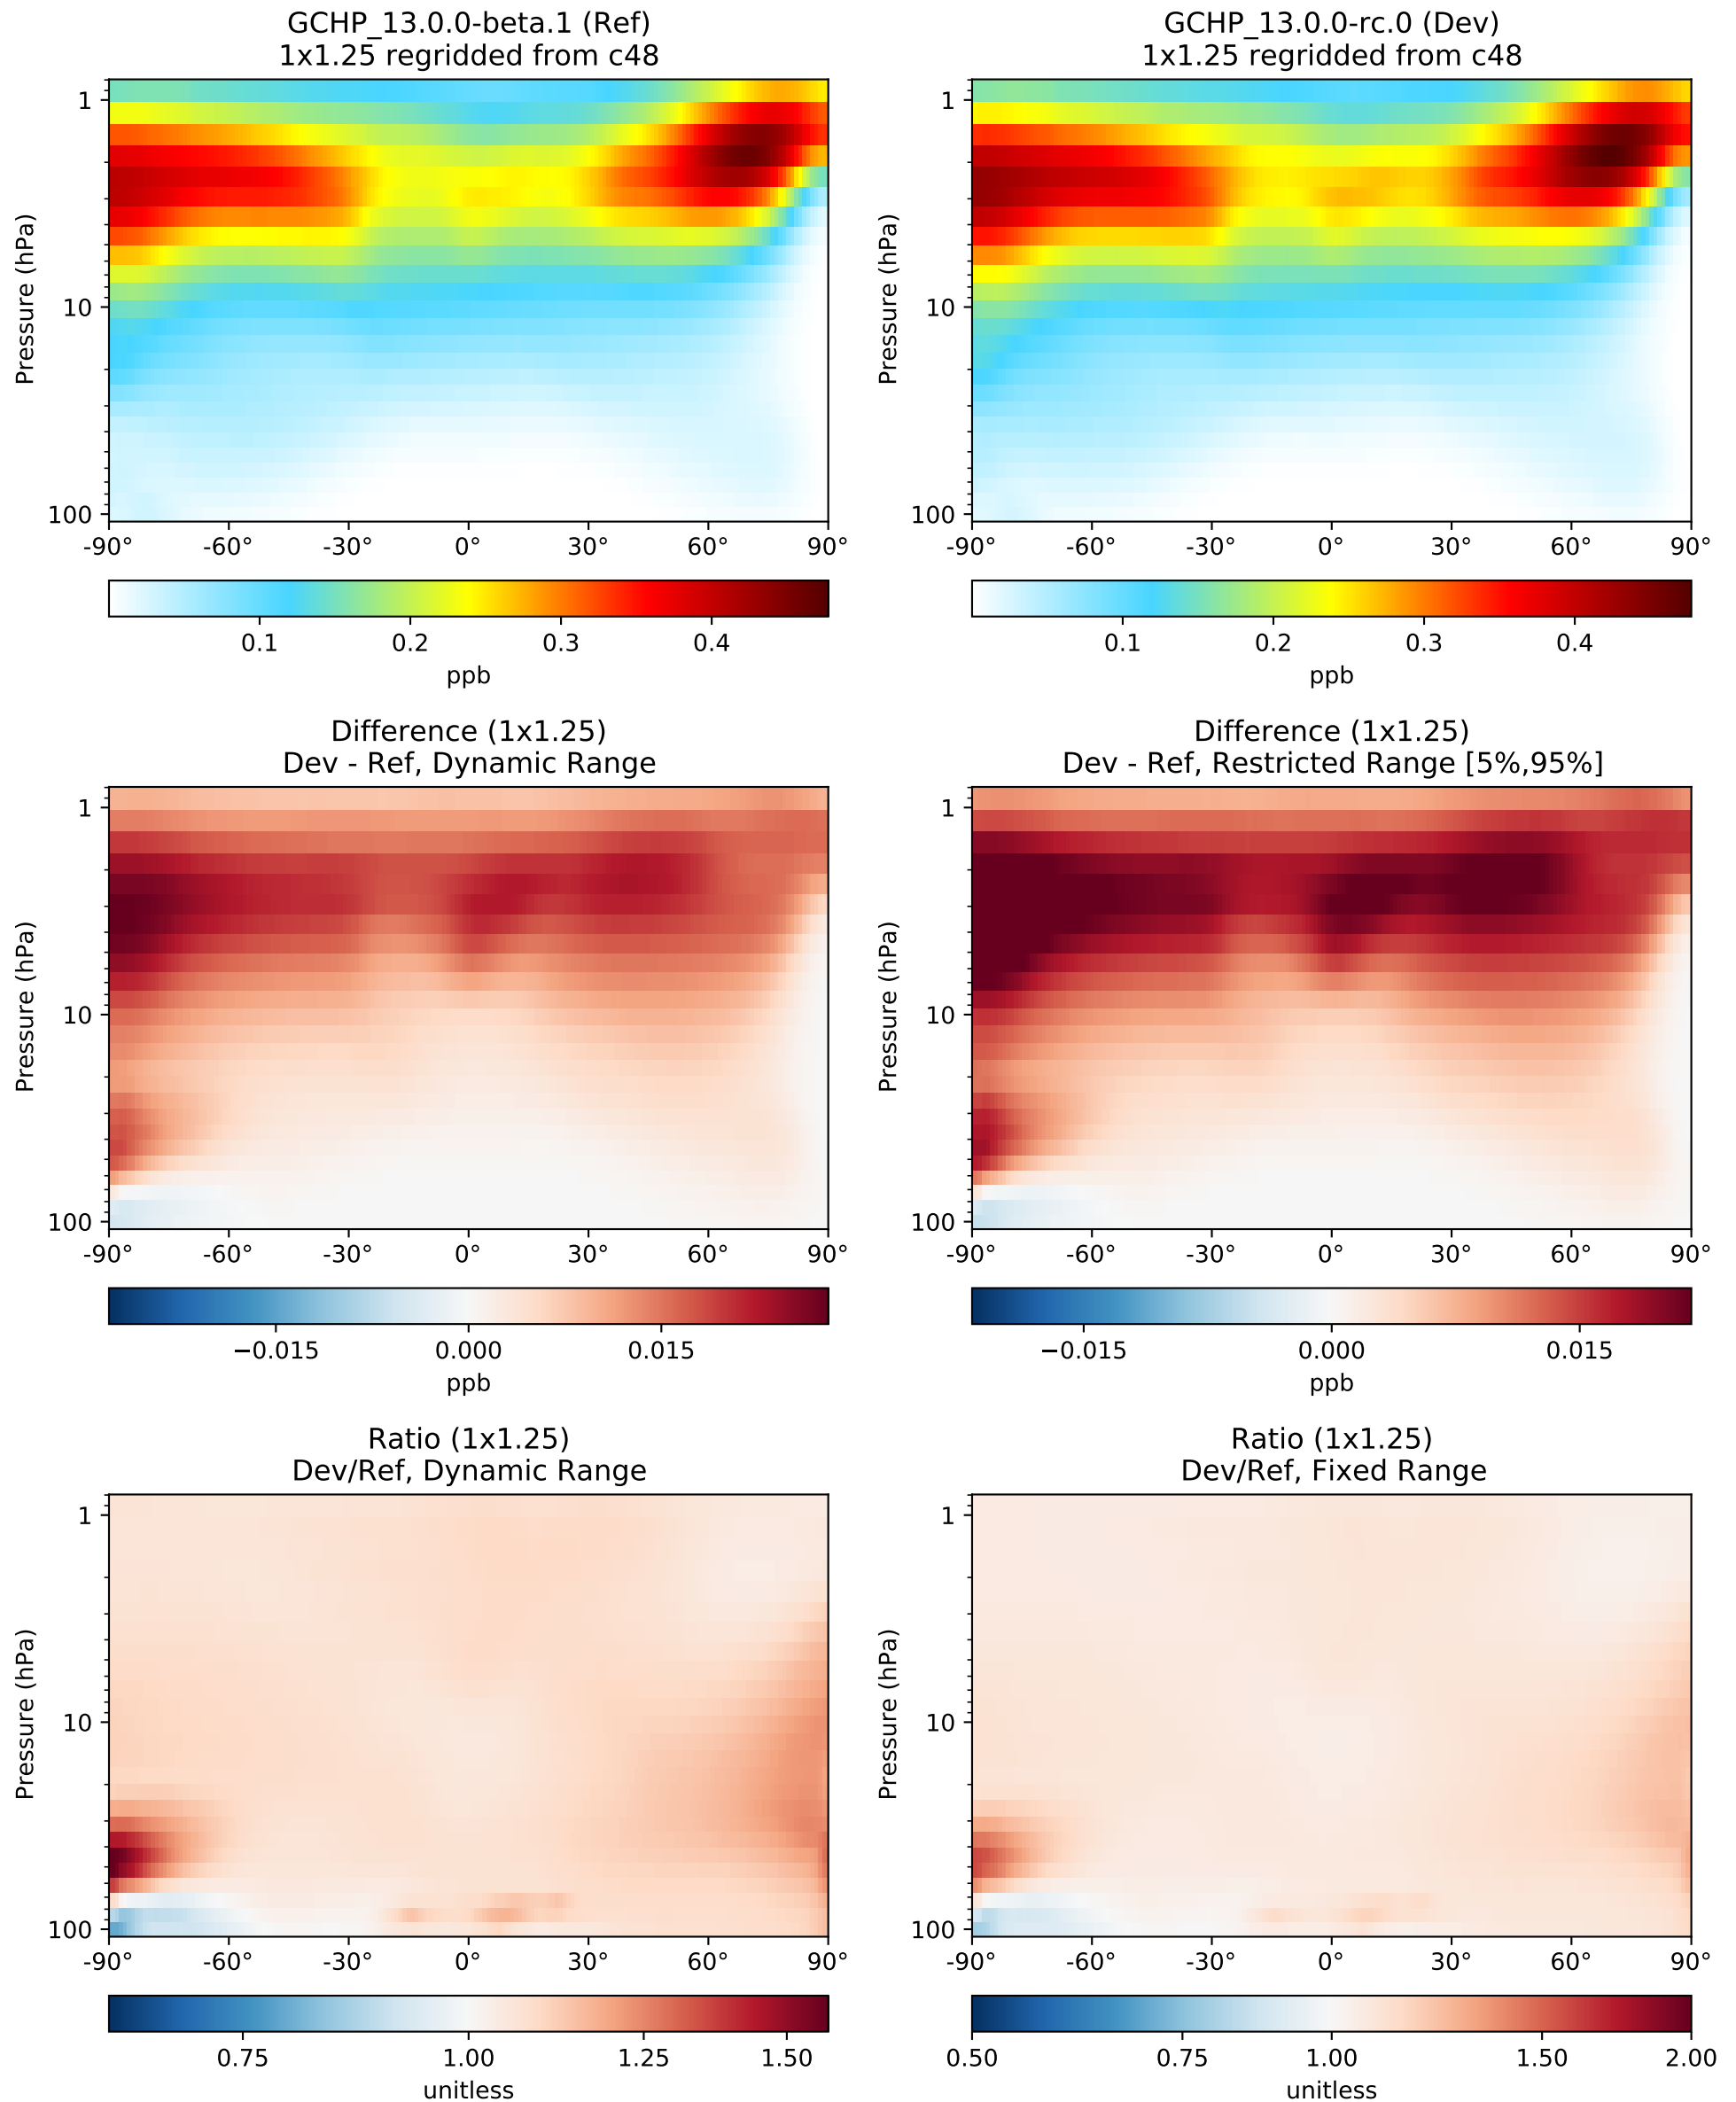 GCHP_13.0.0-beta.1 (Ref)
1x1.25 regridded from c48
Pressure (hPa)
1
10
100
-90° -60° -30° 0° 30° 60° 90°
0.1 0.2 0.3 0.4
ppb
GCHP_13.0.0-rc.0 (Dev)
1x1.25 regridded from c48
Pressure (hPa)
1
10
100
-90° -60° -30° 0° 30° 60° 90°
0.1 0.2 0.3 0.4
ppb
Difference (1x1.25)
Dev - Ref, Dynamic Range
Pressure (hPa)
1
10
100
-90° -60° -30° 0° 30° 60° 90°
−0.015 0.000 0.015
ppb
Difference (1x1.25)
Dev - Ref, Restricted Range [5%,95%]
Pressure (hPa)
1
10
100
-90° -60° -30° 0° 30° 60° 90°
−0.015 0.000 0.015
ppb
Ratio (1x1.25)
Dev/Ref, Dynamic Range
Pressure (hPa)
1
10
100
-90° -60° -30° 0° 30° 60° 90°
0.75 1.00 1.25 1.50
unitless
Ratio (1x1.25)
Dev/Ref, Fixed Range
Pressure (hPa)
1
10
100
-90° -60° -30° 0° 30° 60° 90°
0.50 0.75 1.00 1.50 2.00
unitless